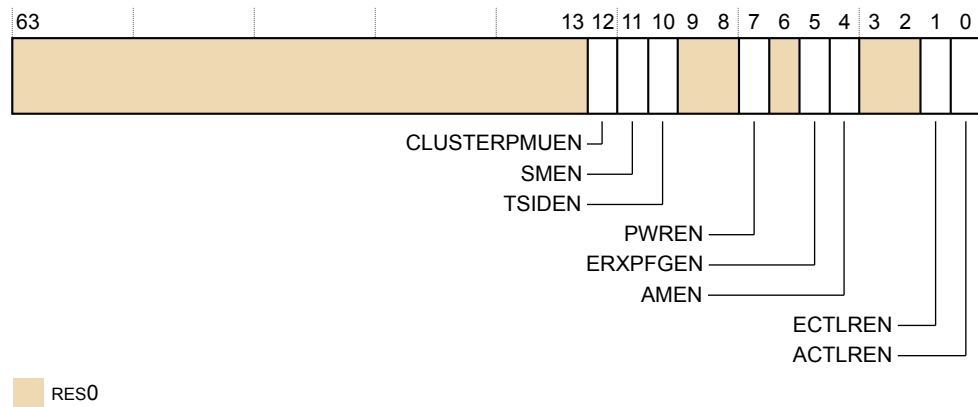 63 13 12 11 10 9 8 7 6 5 4 3 2 1 0
CLUSTERPMUEN
SMEN
TSIDEN
PWREN
ERXPFGEN
AMEN
ECTLREN
ACTLREN
RES0